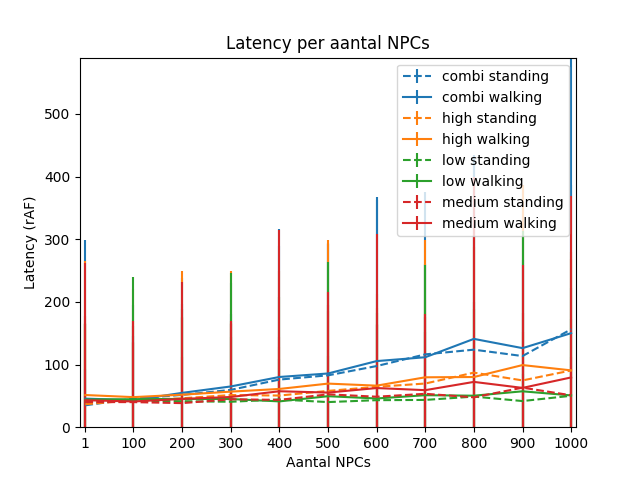 Latency per aantal NPCs
combi standing
combi walking
high standing
high walking
low standing
low walking
medium standing
medium walking
500
400
300
200
100
0
Latency (rAF)
1 100 200 300 400 500 600 700 800 900 1000
Aantal NPCs